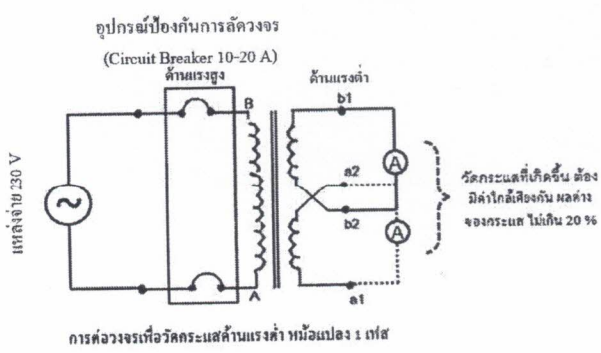 อุปกรณ์ป้องกันการลัดวงจร
(Circuit Breaker 10-20 A)
ด้านแรงสูง
ด้านแรงต่ำ
B
b1
A
a2
b2
A
a1
A
แหล่งจ่าย 230 V
วัดกระแสที่เกิดขึ้น ต้อง
มีค่าใกล้เคียงกัน ผลต่าง
ของกระแส ไม่เกิน 20 %
การต่อวงจรเพื่อวัดกระแสด้านแรงต่ำ หม้อแปลง 1 เฟส